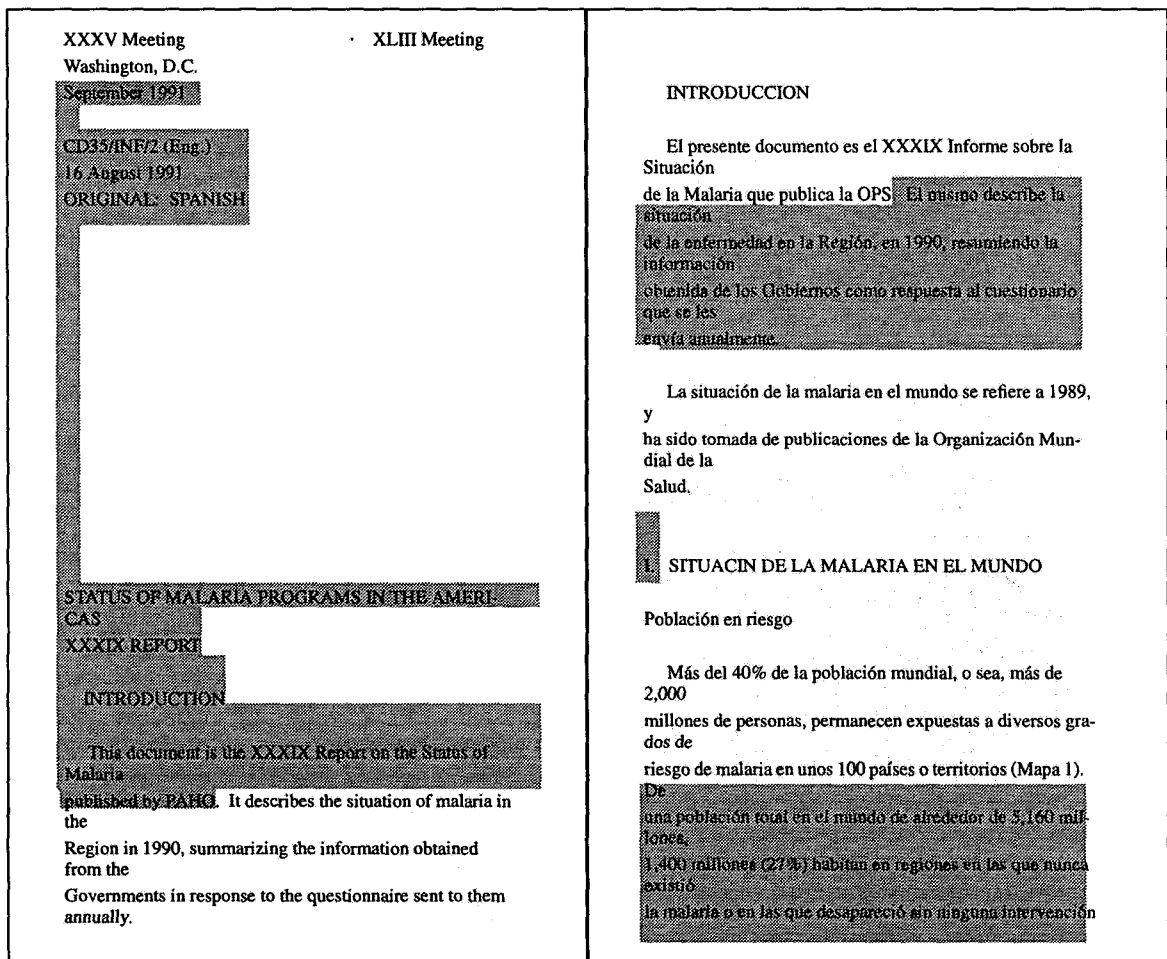 XXXV Meeting · XLIII Meeting
Washington, D.C.
September 1991
CD35/INF/2 (Eng.)
16 August 1991
ORIGINAL: SPANISH
STATUS OF MALARIA PROGRAMS IN THE AMERI-
CAS
XXXIX REPORT
INTRODUCTION
This document is the XXXIX Report on the Status of
Malaria
published by PAHO. It describes the situation of malaria in
the
Region in 1990, summarizing the information obtained
from the
Governments in response to the questionnaire sent to them
annually.
INTRODUCCION
El presente documento es el XXXIX Informe sobre la
Situación
de la Malaria que publica la OPS. El mismo describe la
situación
de la enfermedad en la Región, en 1990, resumiendo la
información
obtenida de los Gobiernos como respuesta al cuestionario
que se les
envía anualmente.
La situación de la malaria en el mundo se refiere a 1989,
y
ha sido tomada de publicaciones de la Organización Mun-
dial de la
Salud.
I. SITUACIN DE LA MALARIA EN EL MUNDO
Población en riesgo
Más del 40% de la población mundial, o sea, más de
2,000
millones de personas, permanecen expuestas a diversos gra-
dos de
riesgo de malaria en unos 100 países o territorios (Mapa 1).
De
una población total en el mundo de alrededor de 5,160 mil-
lones,
1,400 millones (27%) habitan en regiones en las que nunca
existió
la malaria o en las que desapareció sin ninguna intervención